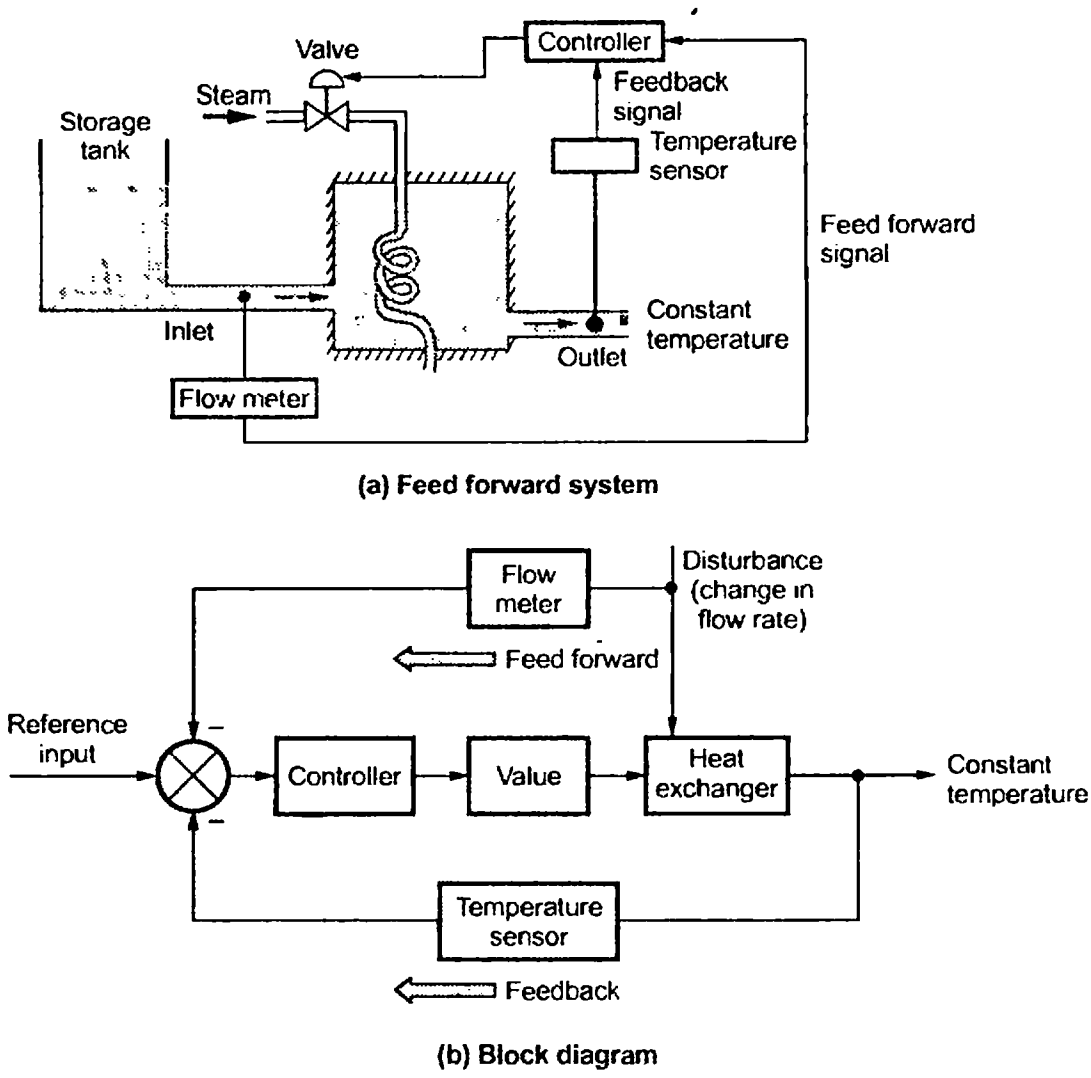 Controller
Valve
Feedback
signal
Steam
Storage
tank
Temperature
sensor
Feed forward
signal
Constant
temperature
Inlet
Outlet
Flow meter
(a) Feed forward system
Flow
meter
Disturbance
(change in
flow rate)
Feed forward
Reference
input
–
Controller
Value
Heat
exchanger
Constant
temperature
–
Temperature
sensor
Feedback
(b) Block diagram